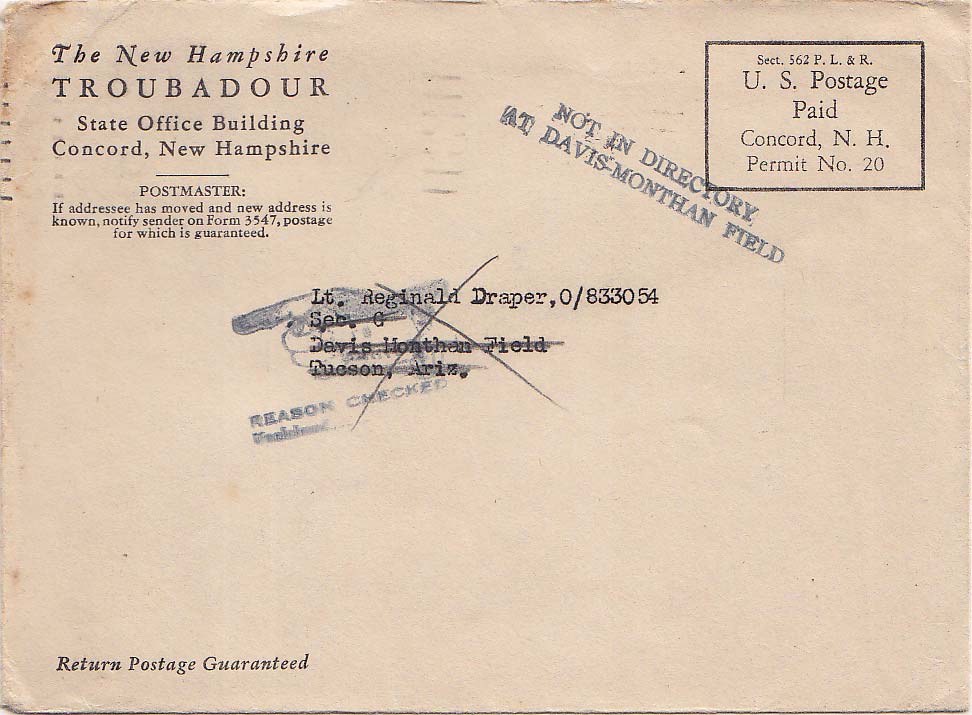 The New Hampshire
TROUBADOUR
State Office Building
Concord, New Hampshire
POSTMASTER:
If addressee has moved and new address is
known, notify sender on Form 3547, postage
for which is guaranteed.
Sect. 562 P. L. & R.
U. S. Postage
Paid
Concord, N. H.
Permit No. 20
NOT IN DIRECTORY
AT DAVIS-MONTHAN FIELD
Lt. Reginald Draper,O/833054
Sec. C
Davis Monthan Field
Tucson, Ariz.
REASON CHECKED
Return Postage Guaranteed